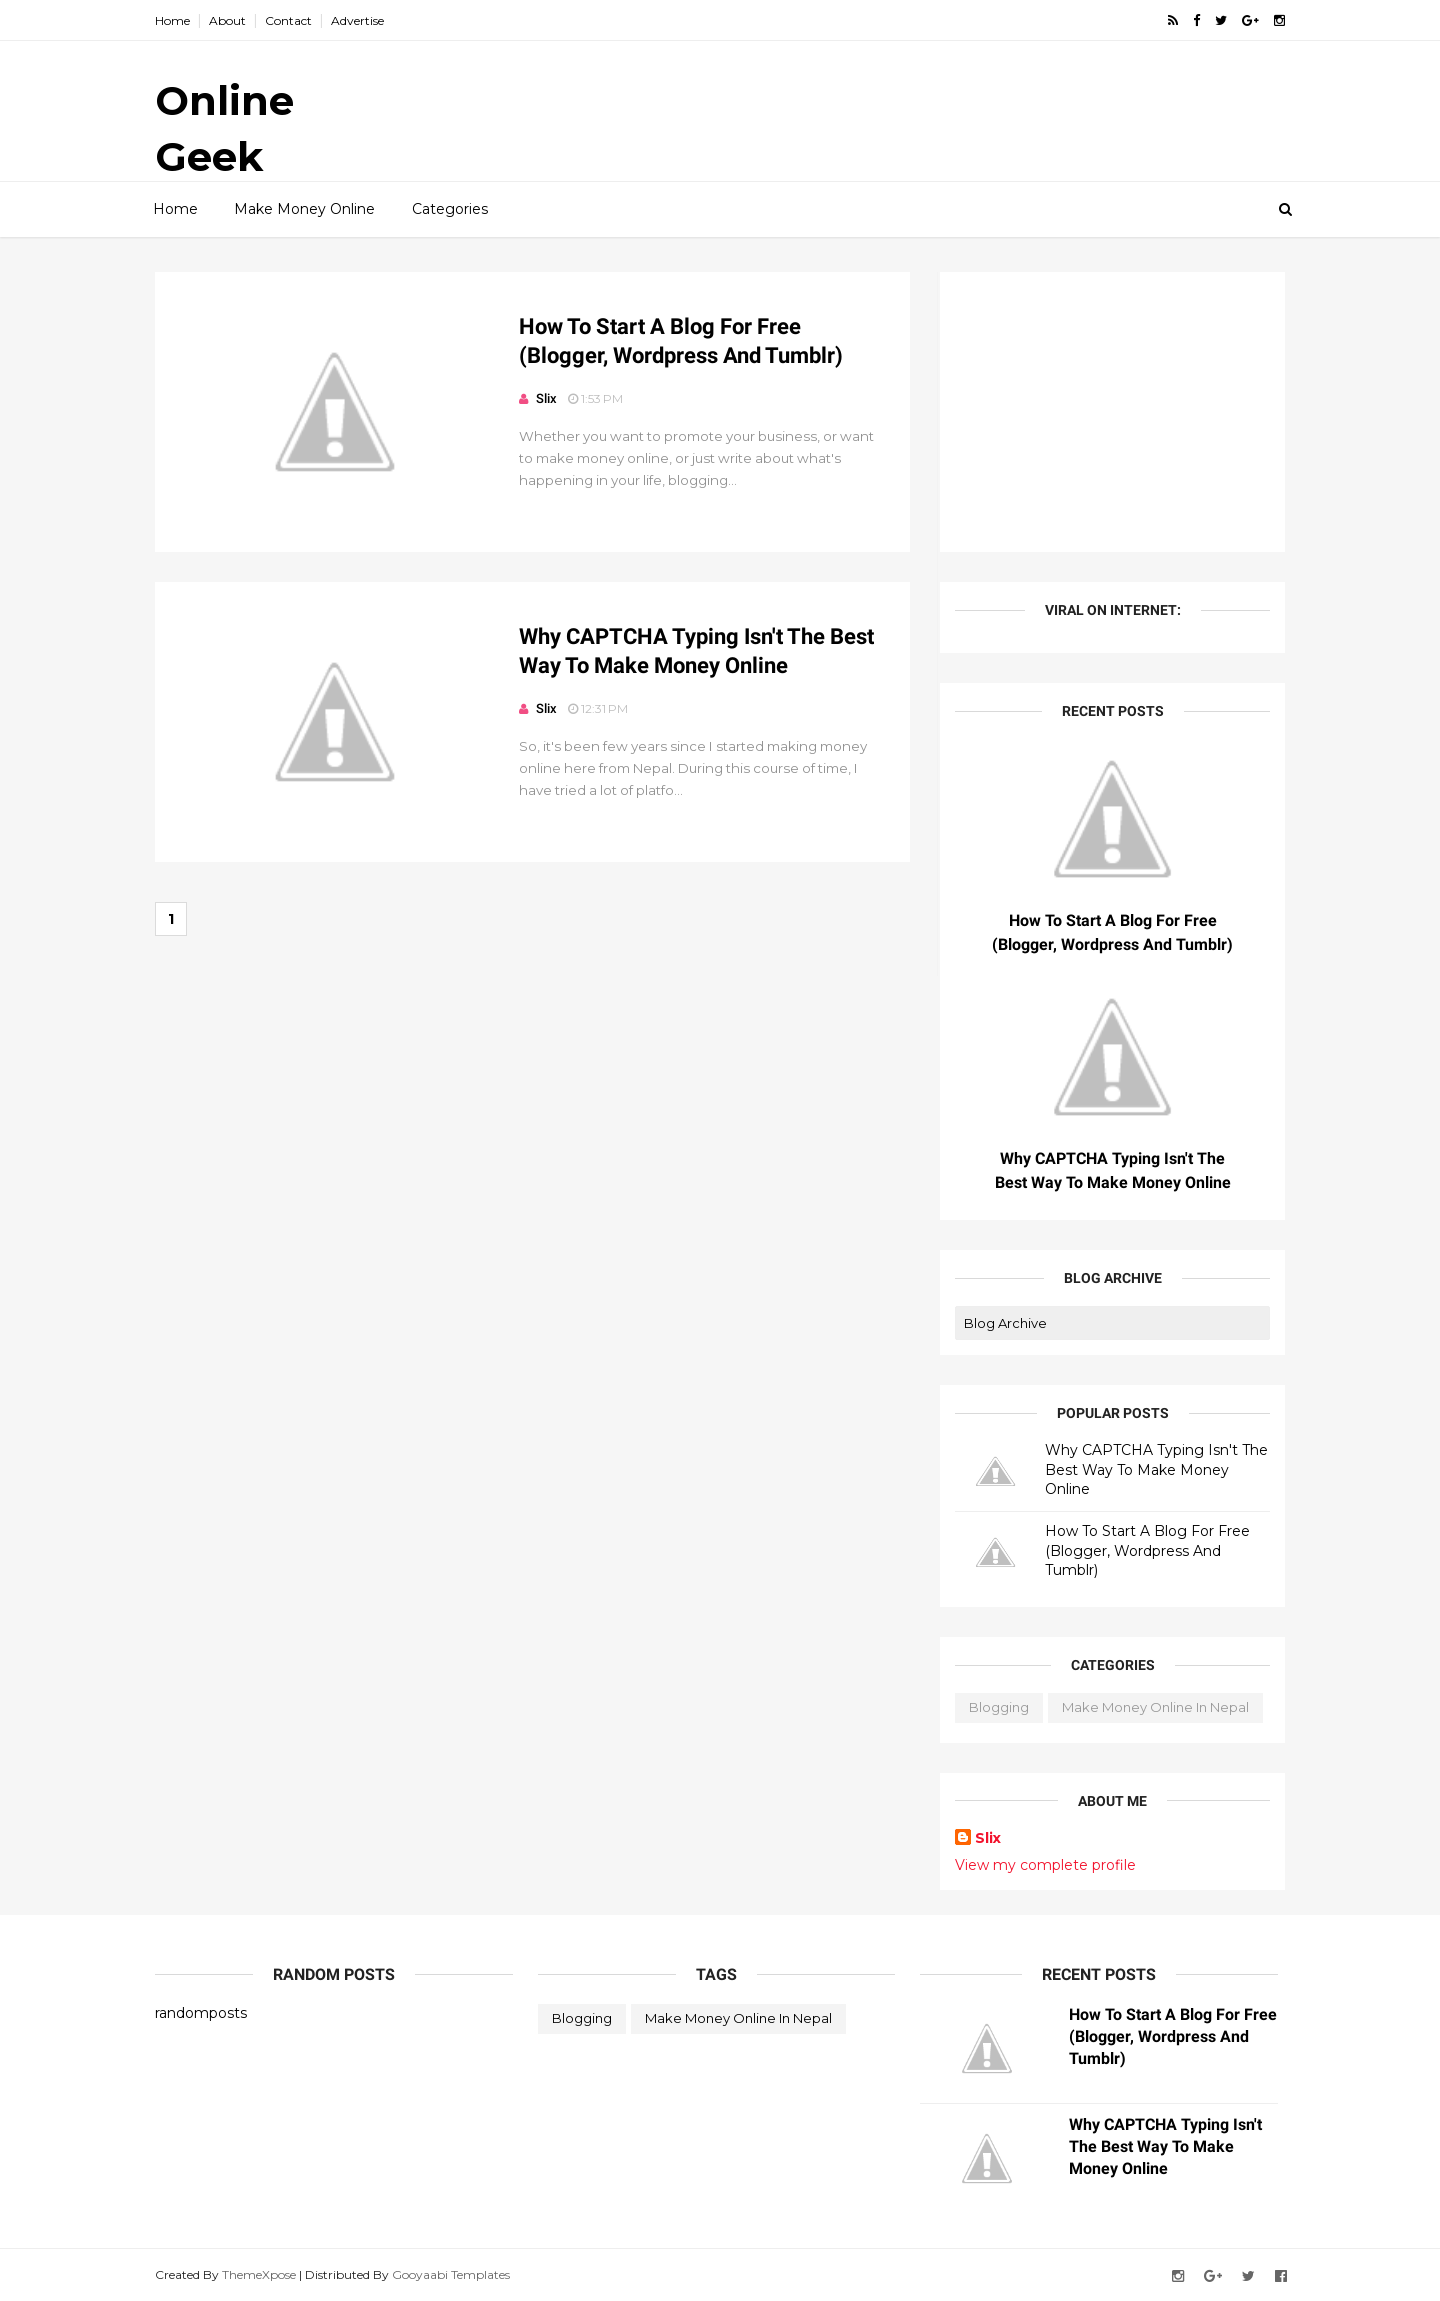 Home
About
Contact
Advertise
Online
Geek
Home
Make Money Online
Categories
How To Start A Blog For Free
(Blogger, Wordpress And Tumblr)
Slix
1:53 PM
Whether you want to promote your business, or want
to make money online, or just write about what's
happening in your life, blogging...
Why CAPTCHA Typing Isn't The Best
Way To Make Money Online
Slix
12:31 PM
So, it's been few years since I started making money
online here from Nepal. During this course of time, I
have tried a lot of platfo...
1
VIRAL ON INTERNET:
RECENT POSTS
How To Start A Blog For Free
(Blogger, Wordpress And Tumblr)
Why CAPTCHA Typing Isn't The
Best Way To Make Money Online
BLOG ARCHIVE
Blog Archive
POPULAR POSTS
Why CAPTCHA Typing Isn't The
Best Way To Make Money
Online
How To Start A Blog For Free
(Blogger, Wordpress And
Tumblr)
CATEGORIES
Blogging
Make Money Online In Nepal
ABOUT ME
Slix
View my complete profile
RANDOM POSTS
randomposts
TAGS
Blogging
Make Money Online In Nepal
RECENT POSTS
How To Start A Blog For Free
(Blogger, Wordpress And
Tumblr)
Why CAPTCHA Typing Isn't
The Best Way To Make
Money Online
Created By ThemeXpose | Distributed By Gooyaabi Templates